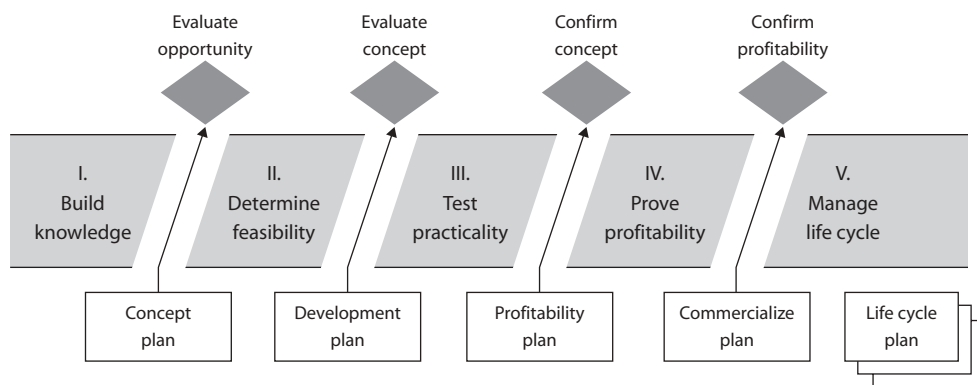 Evaluate
opportunity
Evaluate
concept
Confirm
concept
Confirm
profitability
I.
Build
knowledge
II.
Determine
feasibility
III.
Test
practicality
IV.
Prove
profitability
V.
Manage
life cycle
Concept
plan
Development
plan
Profitability
plan
Commercialize
plan
Life cycle
plan